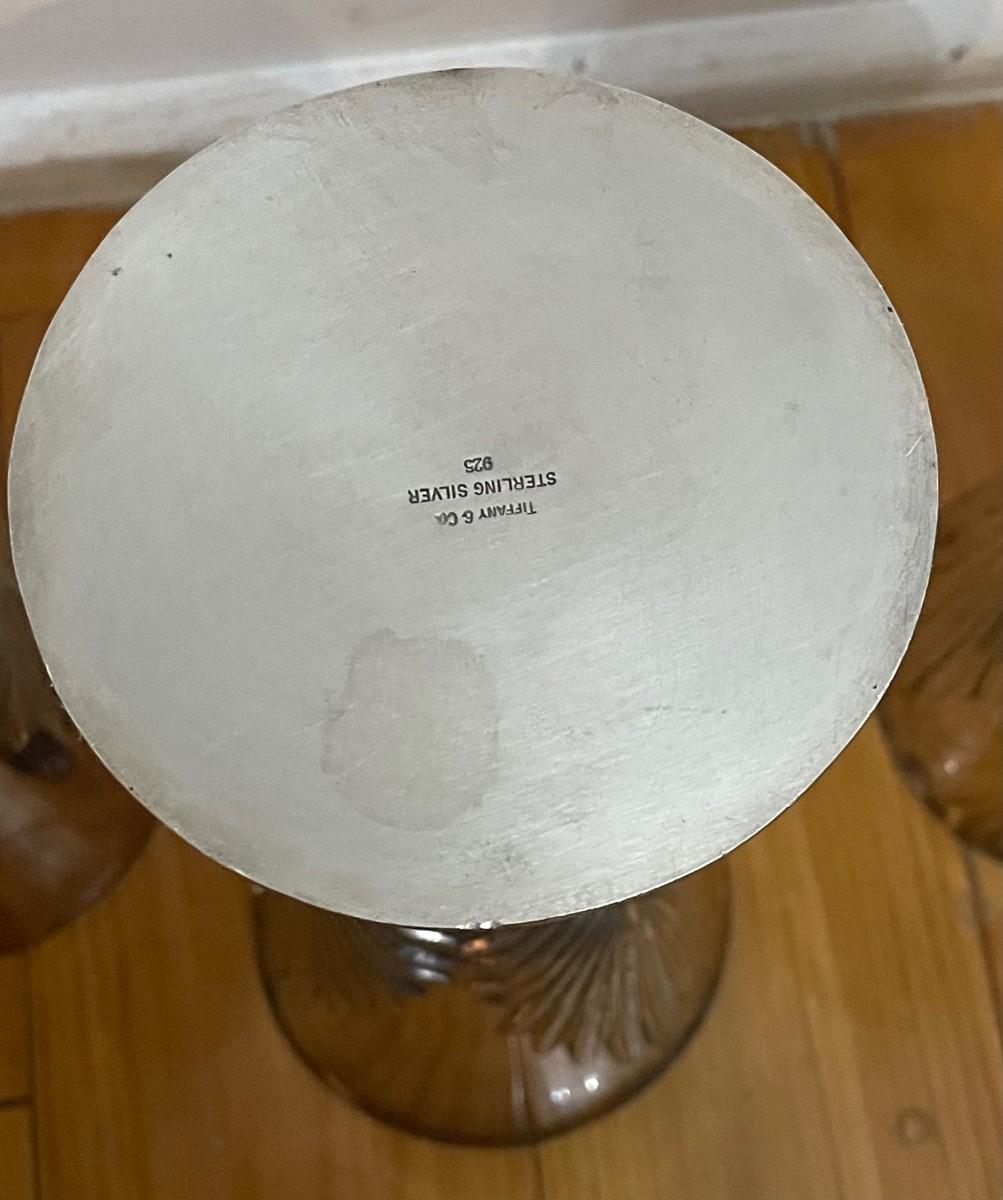 TIFFANY & Co.
STERLING SILVER
925